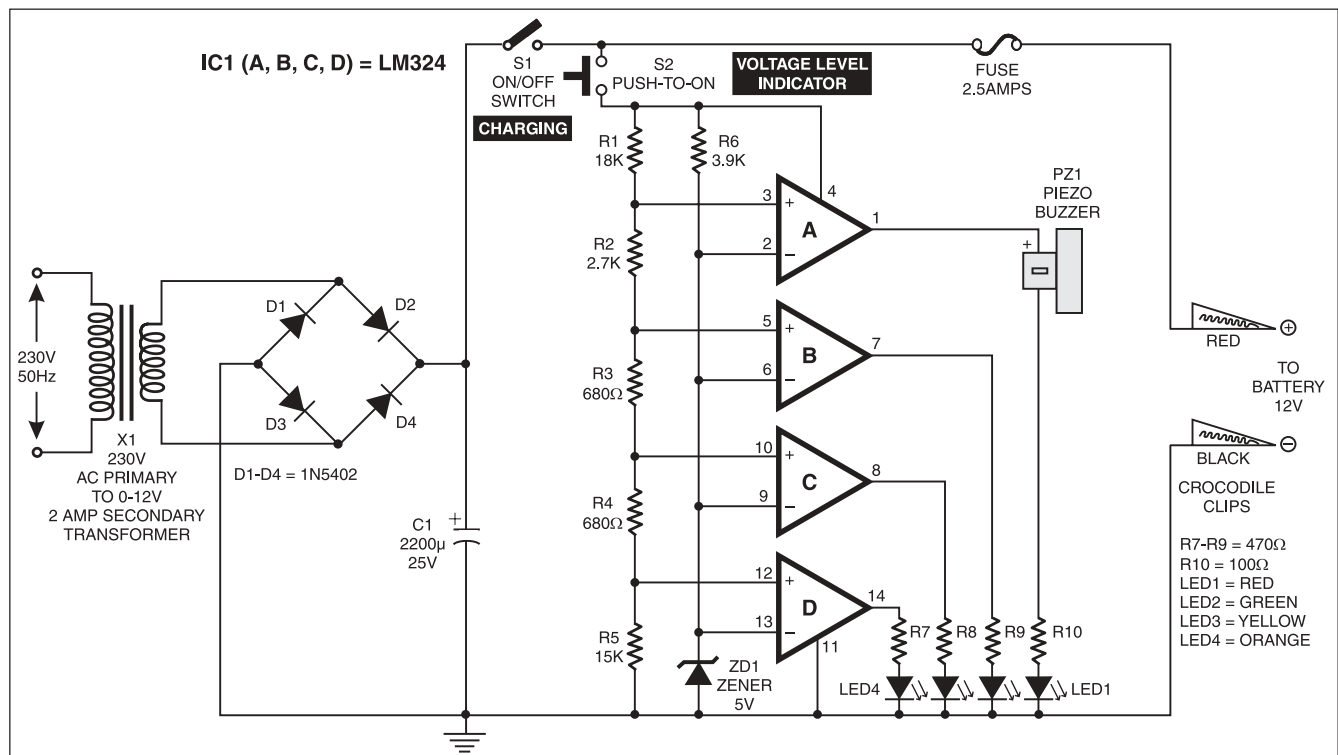 IC1 (A, B, C, D) = LM324
S1
ON/OFF
SWITCH
CHARGING
S2
PUSH-TO-ON
VOLTAGE LEVEL
INDICATOR
FUSE
2.5AMPS
R1
18K
R6
3.9K
3
+
2
−
A
4
1
PZ1
PIEZO
BUZZER
+
R2
2.7K
5
+
6
−
B
7
R3
680Ω
10
+
9
−
C
8
R4
680Ω
12
+
13
−
D
14
11
R5
15K
ZD1
ZENER
5V
230V
50Hz
X1
230V
AC PRIMARY
TO 0-12V
2 AMP SECONDARY
TRANSFORMER
D1
D2
D3
D4
D1-D4 = 1N5402
+
C1
2200µ
25V
R7
R8
R9
R10
LED4
LED1
RED
+
TO
BATTERY
12V
BLACK
−
CROCODILE
CLIPS
R7-R9 = 470Ω
R10 = 100Ω
LED1 = RED
LED2 = GREEN
LED3 = YELLOW
LED4 = ORANGE